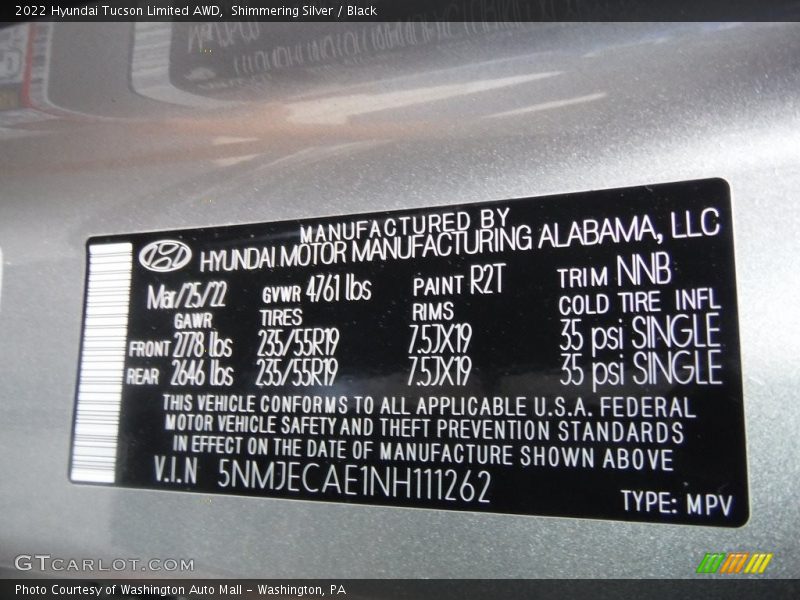 2022 Hyundai Tucson Limited AWD, Shimmering Silver / Black
MANUFACTURED BY
HYUNDAI MOTOR MANUFACTURING ALABAMA, LLC
Mar/25/22 GVWR 4761 lbs PAINT R2T TRIM NNB
GAWR TIRES RIMS COLD TIRE INFL
FRONT 2778 lbs 235/55R19 7.5JX19 35 psi SINGLE
REAR 2646 lbs 235/55R19 7.5JX19 35 psi SINGLE
THIS VEHICLE CONFORMS TO ALL APPLICABLE U.S.A. FEDERAL
MOTOR VEHICLE SAFETY AND THEFT PREVENTION STANDARDS
IN EFFECT ON THE DATE OF MANUFACTURE SHOWN ABOVE
V.I.N 5NMJECAE1NH111262
TYPE: MPV
GTCARLOT.COM
Photo Courtesy of Washington Auto Mall - Washington, PA